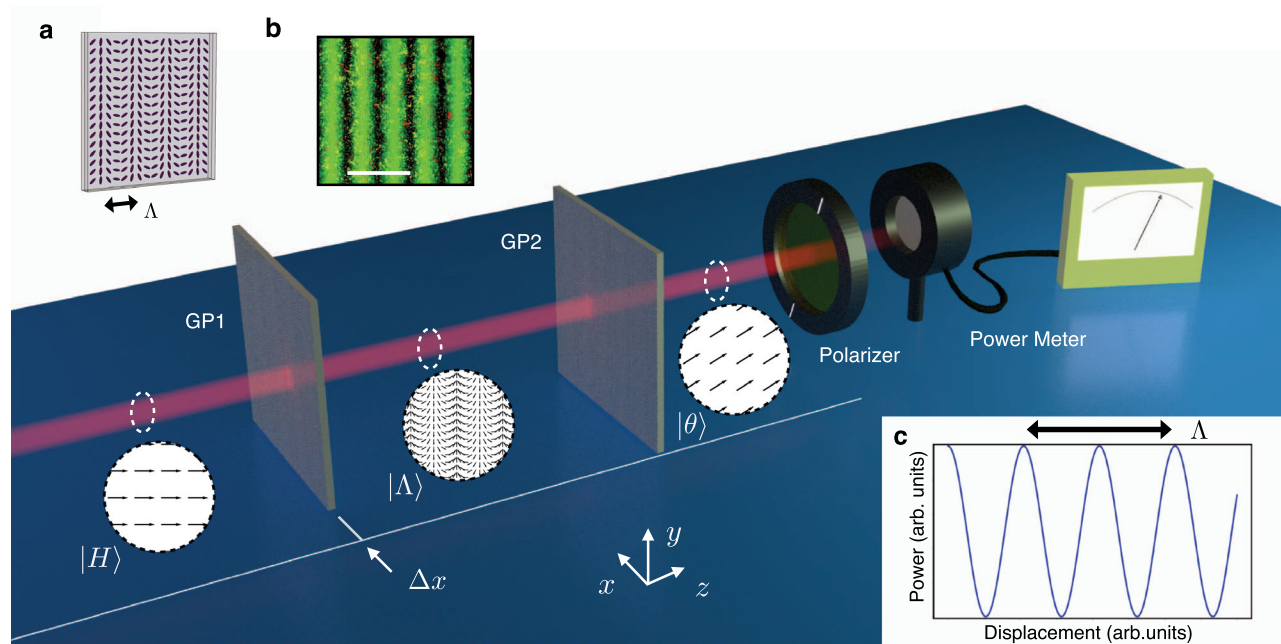 a
b
Λ
GP2
GP1
Polarizer
Power Meter
|θ⟩
|Λ⟩
|H⟩
Δx
y
x
z
c
Λ
Power (arb. units)
Displacement (arb.units)